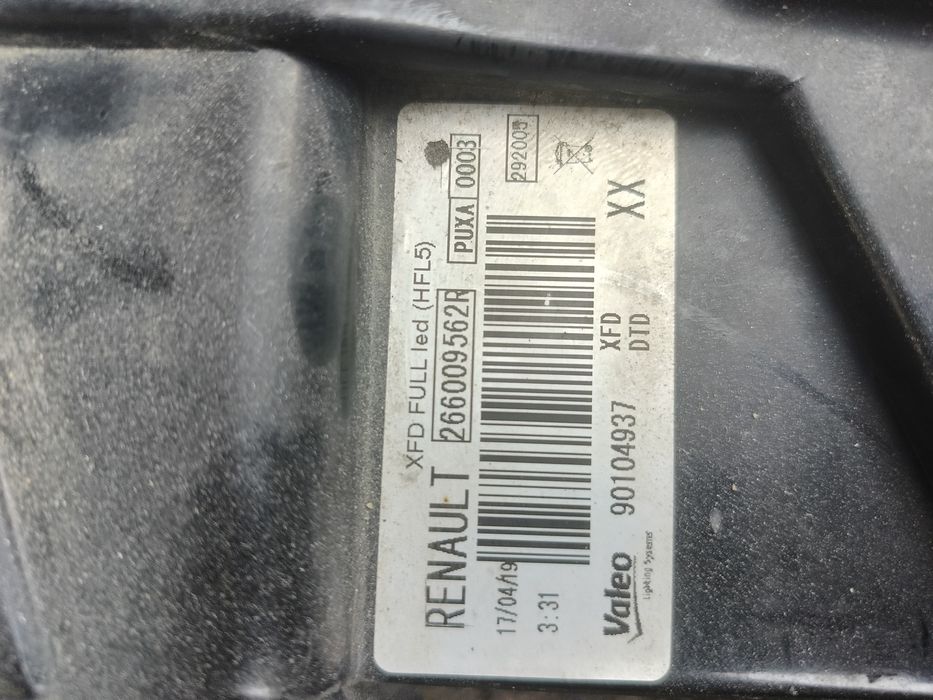 XFD FULL led (HFL5)
RENAULT 266009562R PUXA 0003
17/04/19
3:31
292005
Valeo
Lighting Systems
90104937
XFD
DTD
XX